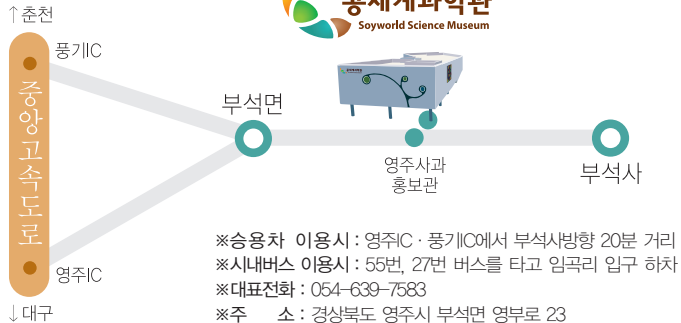 ↑춘천
풍기IC
중앙고속도로
영주IC
↓대구
부석면
콩세계과학관
Soyworld Science Museum
영주사과
홍보관
부석사
※승용차 이용시 : 영주IC · 풍기IC에서 부석사방향 20분 거리
※시내버스 이용시 : 55번, 27번 버스를 타고 임곡리 입구 하차
※대표전화 : 054-639-7583
※주 소 : 경상북도 영주시 부석면 영부로 23